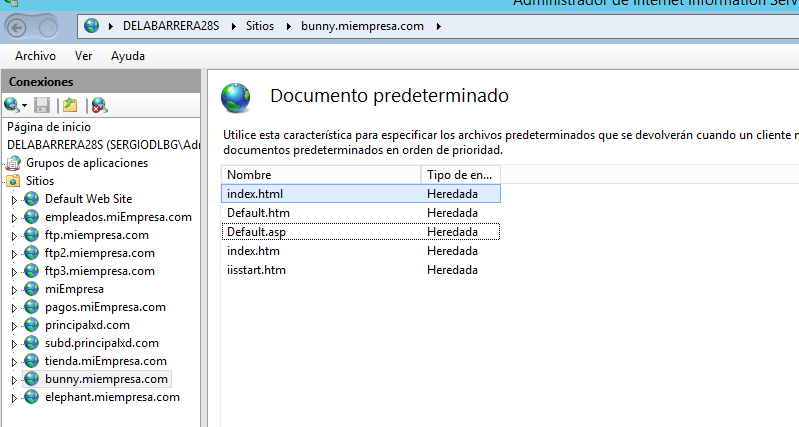 Administrador de Internet Information Serv
DELABARRERA28S Sitios bunny.miempresa.com
Archivo Ver Ayuda
Conexiones
Página de inicio
DELABARRERA28S (SERGIODLBG\Adi
Grupos de aplicaciones
Sitios
Default Web Site
empleados.miEmpresa.com
ftp.miempresa.com
ftp2.miempresa.com
ftp3.miempresa.com
miEmpresa
pagos.miEmpresa.com
principalxd.com
subd.principalxd.com
tienda.miEmpresa.com
bunny.miempresa.com
elephant.miempresa.com
Documento predeterminado
Utilice esta característica para especificar los archivos predeterminados que se devolverán cuando un cliente n
documentos predeterminados en orden de prioridad.
Nombre Tipo de en...
index.html Heredada
Default.htm Heredada
Default.asp Heredada
index.htm Heredada
iisstart.htm Heredada